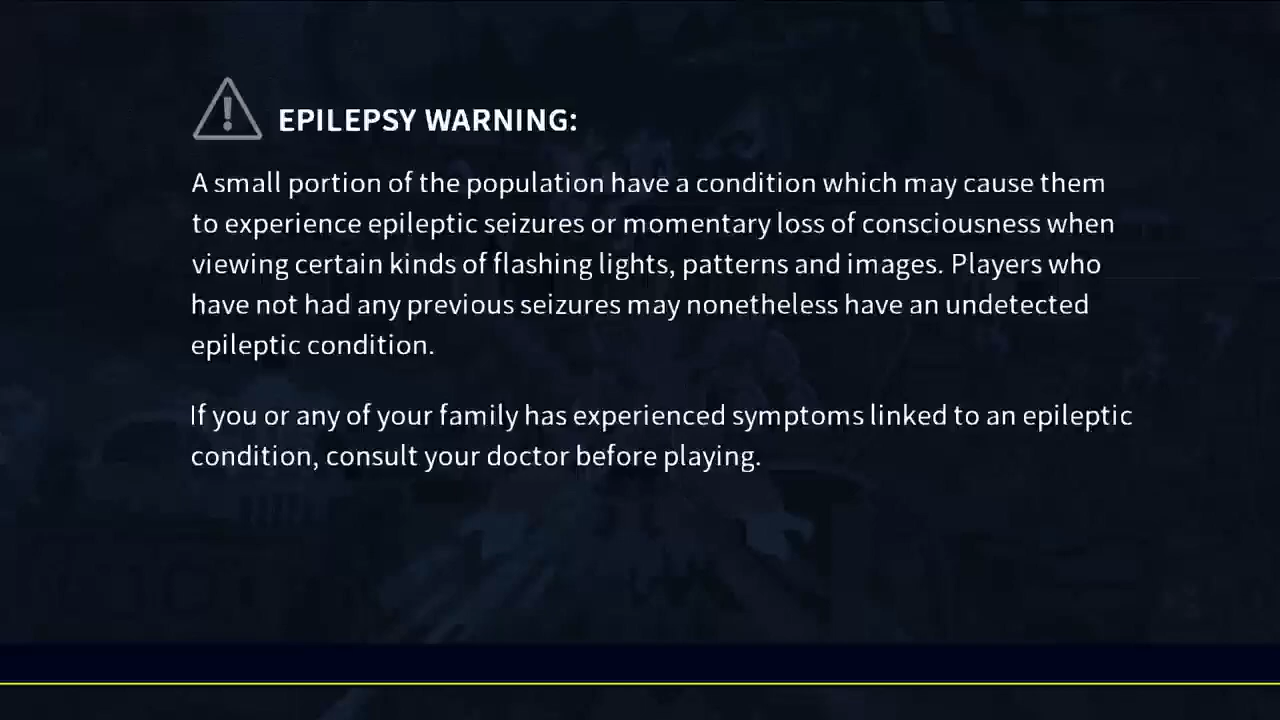 EPILEPSY WARNING:
A small portion of the population have a condition which may cause them
to experience epileptic seizures or momentary loss of consciousness when
viewing certain kinds of flashing lights, patterns and images. Players who
have not had any previous seizures may nonetheless have an undetected
epileptic condition.
If you or any of your family has experienced symptoms linked to an epileptic
condition, consult your doctor before playing.